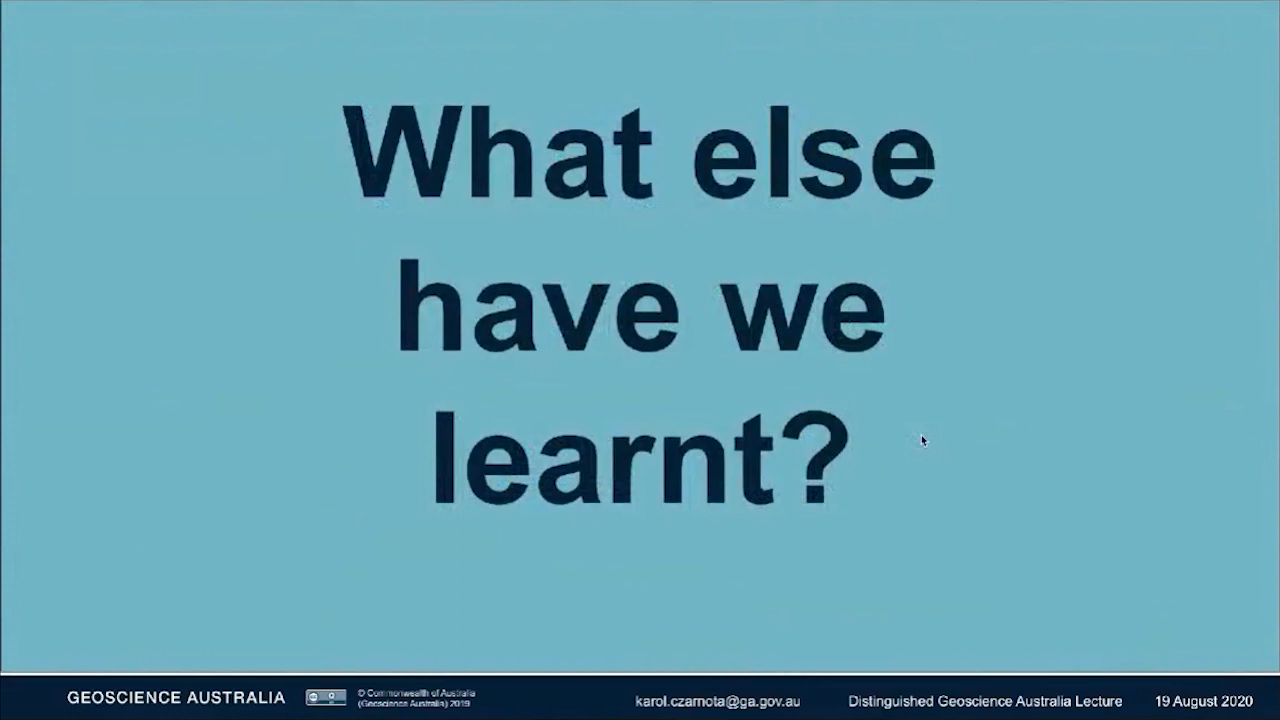 What else
have we
learnt?
GEOSCIENCE AUSTRALIA
© Commonwealth of Australia
(Geoscience Australia) 2019
karol.czarnota@ga.gov.au
Distinguished Geoscience Australia Lecture
19 August 2020